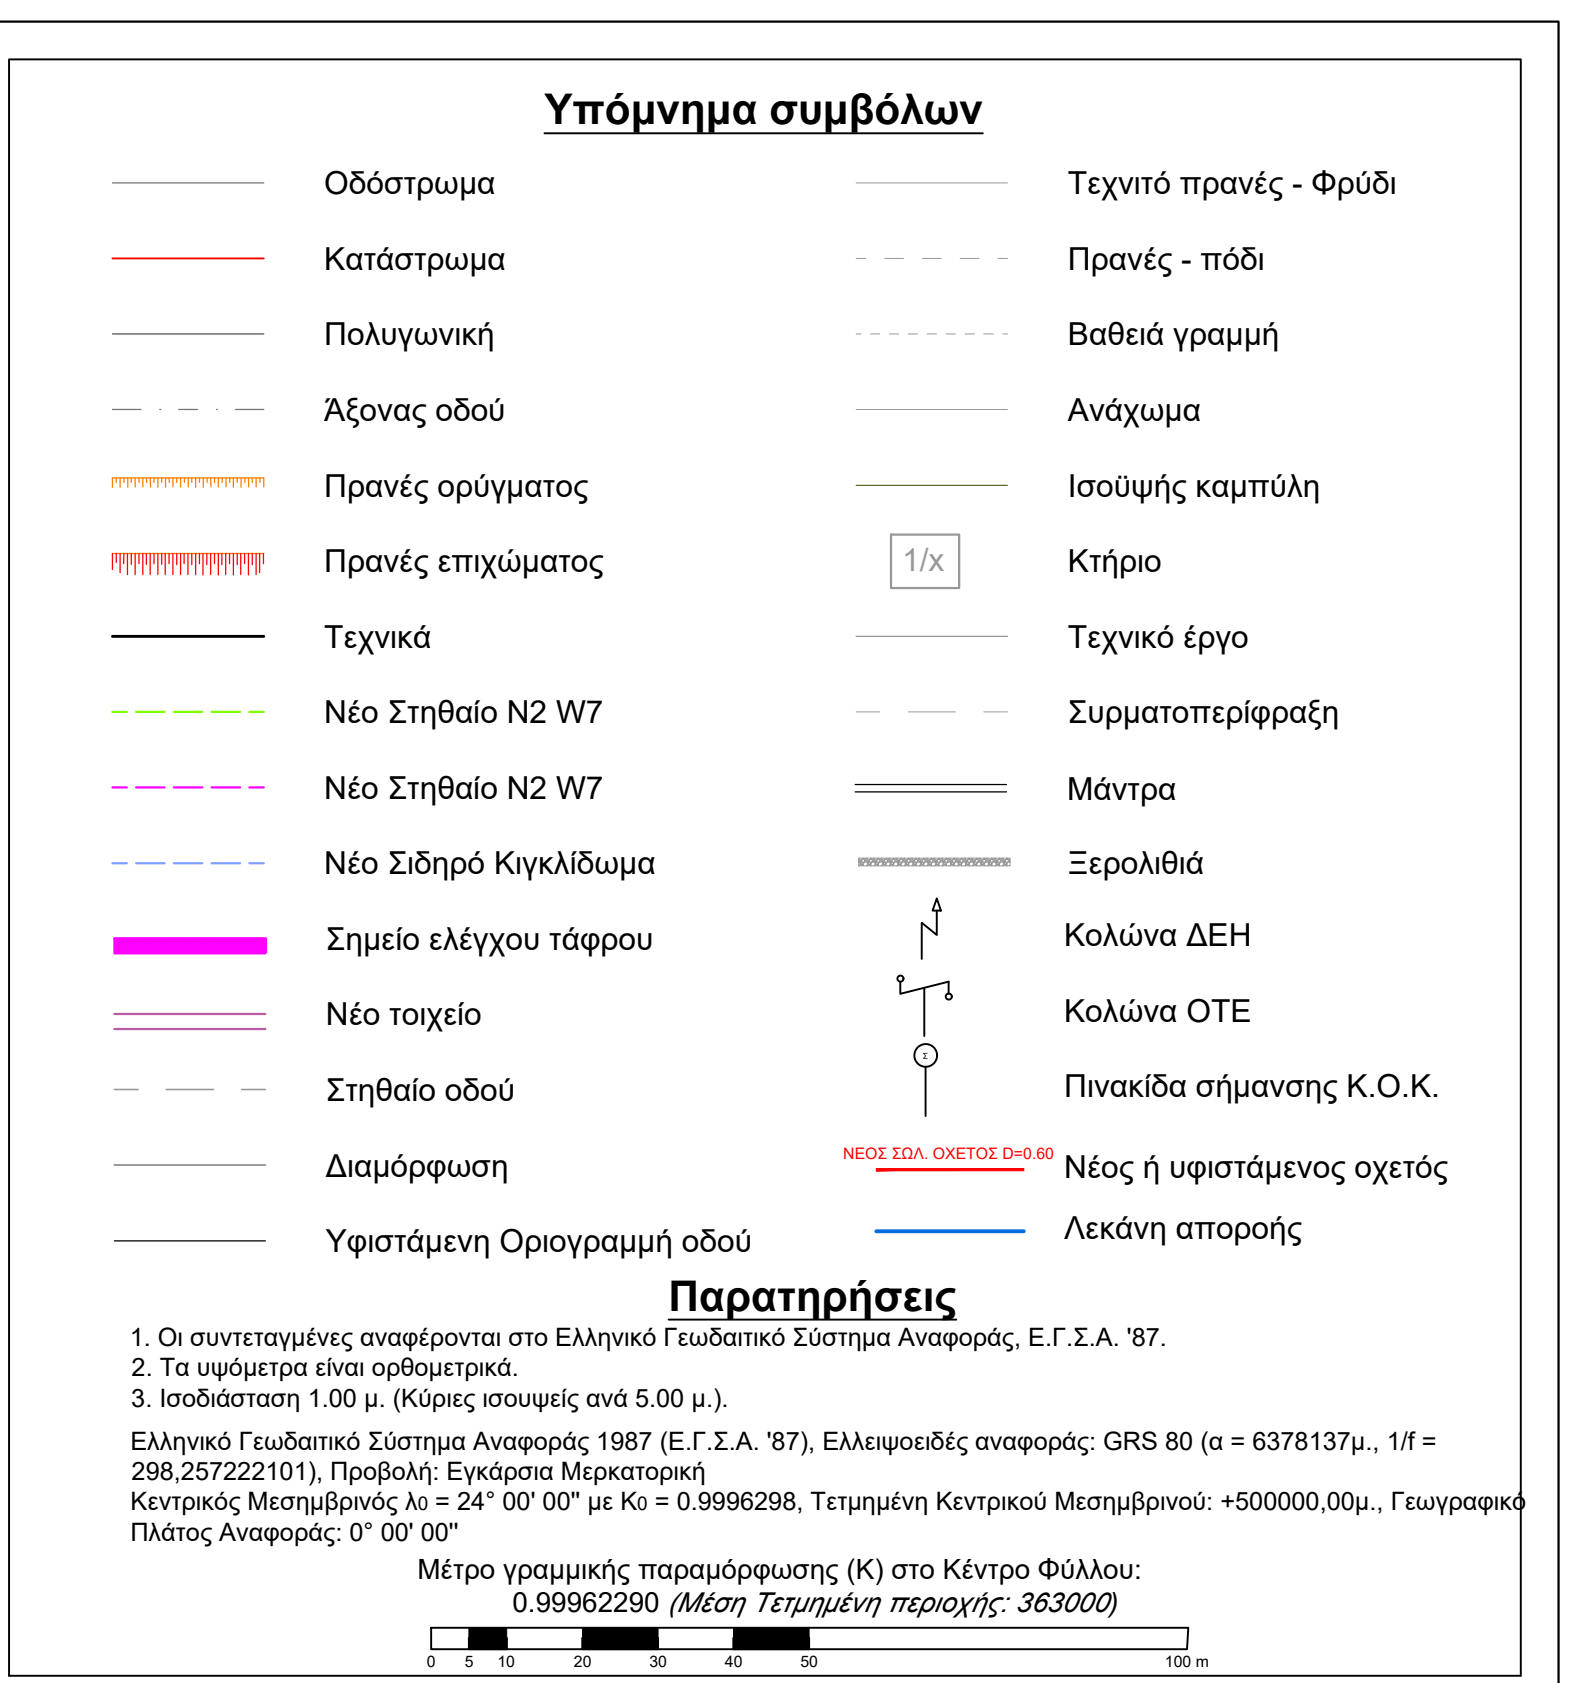 Υπόμνημα συμβόλων
Οδόστρωμα
Κατάστρωμα
Πολυγωνική
Άξονας οδού
Πρανές ορύγματος
Πρανές επιχώματος
Τεχνικά
Νέο Στηθαίο N2 W7
Νέο Στηθαίο N2 W7
Νέο Σιδηρό Κιγκλίδωμα
Σημείο ελέγχου τάφρου
Νέο τοιχείο
Στηθαίο οδού
Διαμόρφωση
Υφιστάμενη Οριογραμμή οδού
Τεχνιτό πρανές - Φρύδι
Πρανές - πόδι
Βαθειά γραμμή
Ανάχωμα
Ισοϋψής καμπύλη
1/x
Κτήριο
Τεχνικό έργο
Συρματοπερίφραξη
Μάντρα
Ξερολιθιά
Κολώνα ΔΕΗ
Κολώνα ΟΤΕ
Σ
Πινακίδα σήμανσης Κ.Ο.Κ.
ΝΕΟΣ ΣΩΛ. ΟΧΕΤΟΣ D=0.60
Νέος ή υφιστάμενος οχετός
Λεκάνη αποροής
Παρατηρήσεις
1. Οι συντεταγμένες αναφέρονται στο Ελληνικό Γεωδαιτικό Σύστημα Αναφοράς, Ε.Γ.Σ.Α. '87.
2. Τα υψόμετρα είναι ορθομετρικά.
3. Ισοδιάσταση 1.00 μ. (Κύριες ισουψείς ανά 5.00 μ.).
Ελληνικό Γεωδαιτικό Σύστημα Αναφοράς 1987 (Ε.Γ.Σ.Α. '87), Ελλειψοειδές αναφοράς: GRS 80 (α = 6378137μ., 1/f =
298,257222101), Προβολή: Εγκάρσια Μερκατορική
Κεντρικός Μεσημβρινός λ0 = 24° 00' 00" με Κ0 = 0.9996298, Τετμημένη Κεντρικού Μεσημβρινού: +500000,00μ., Γεωγραφικό
Πλάτος Αναφοράς: 0° 00' 00"
Μέτρο γραμμικής παραμόρφωσης (Κ) στο Κέντρο Φύλλου:
0.99962290 (Μέση Τετμημένη περιοχής: 363000)
0 5 10 20 30 40 50 100 m